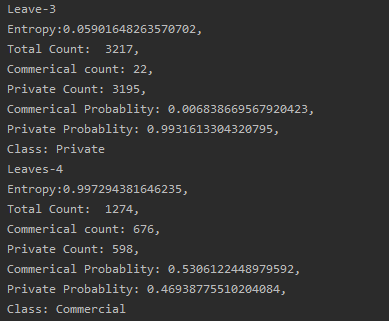 Leave-3
Entropy:0.05901648263570702,
Total Count:  3217,
Commerical count: 22,
Private Count: 3195,
Commerical Probablity: 0.006838669567920423,
Private Probablity: 0.9931613304320795,
Class: Private
Leaves-4
Entropy:0.997294381646235,
Total Count:  1274,
Commerical count: 676,
Private Count: 598,
Commerical Probablity: 0.5306122448979592,
Private Probablity: 0.46938775510204084,
Class: Commercial